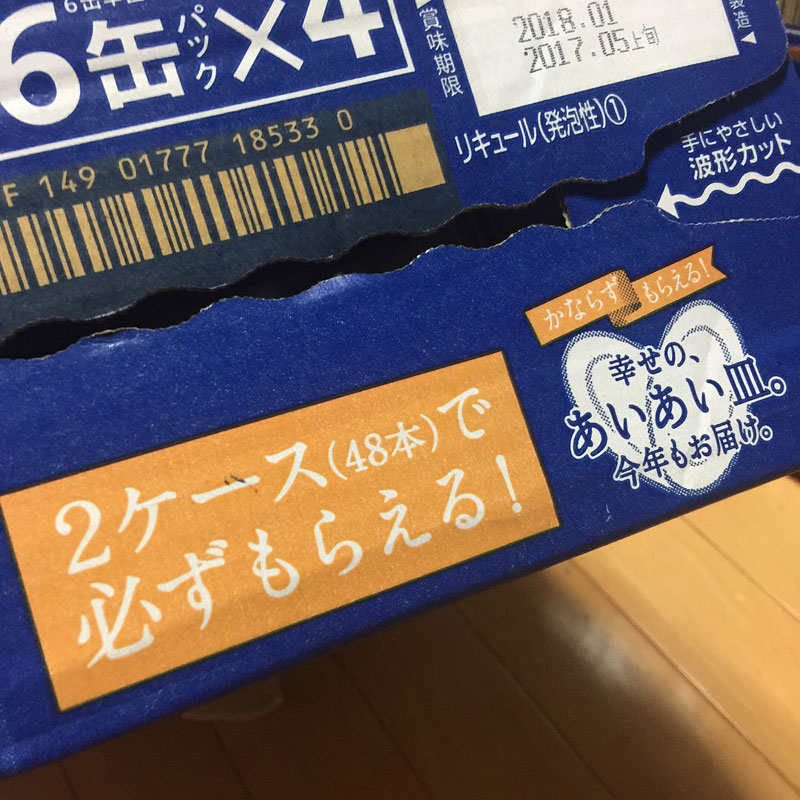 6缶パック×4
賞味期限
2018.01
2017.05上旬
製造
リキュール(発泡性)①
F 149 01777 18533 0
手にやさしい
波形カット
かならずもらえる!
幸せの、
あいあい皿。
今年もお届け。
2ケース(48本)で
必ずもらえる!